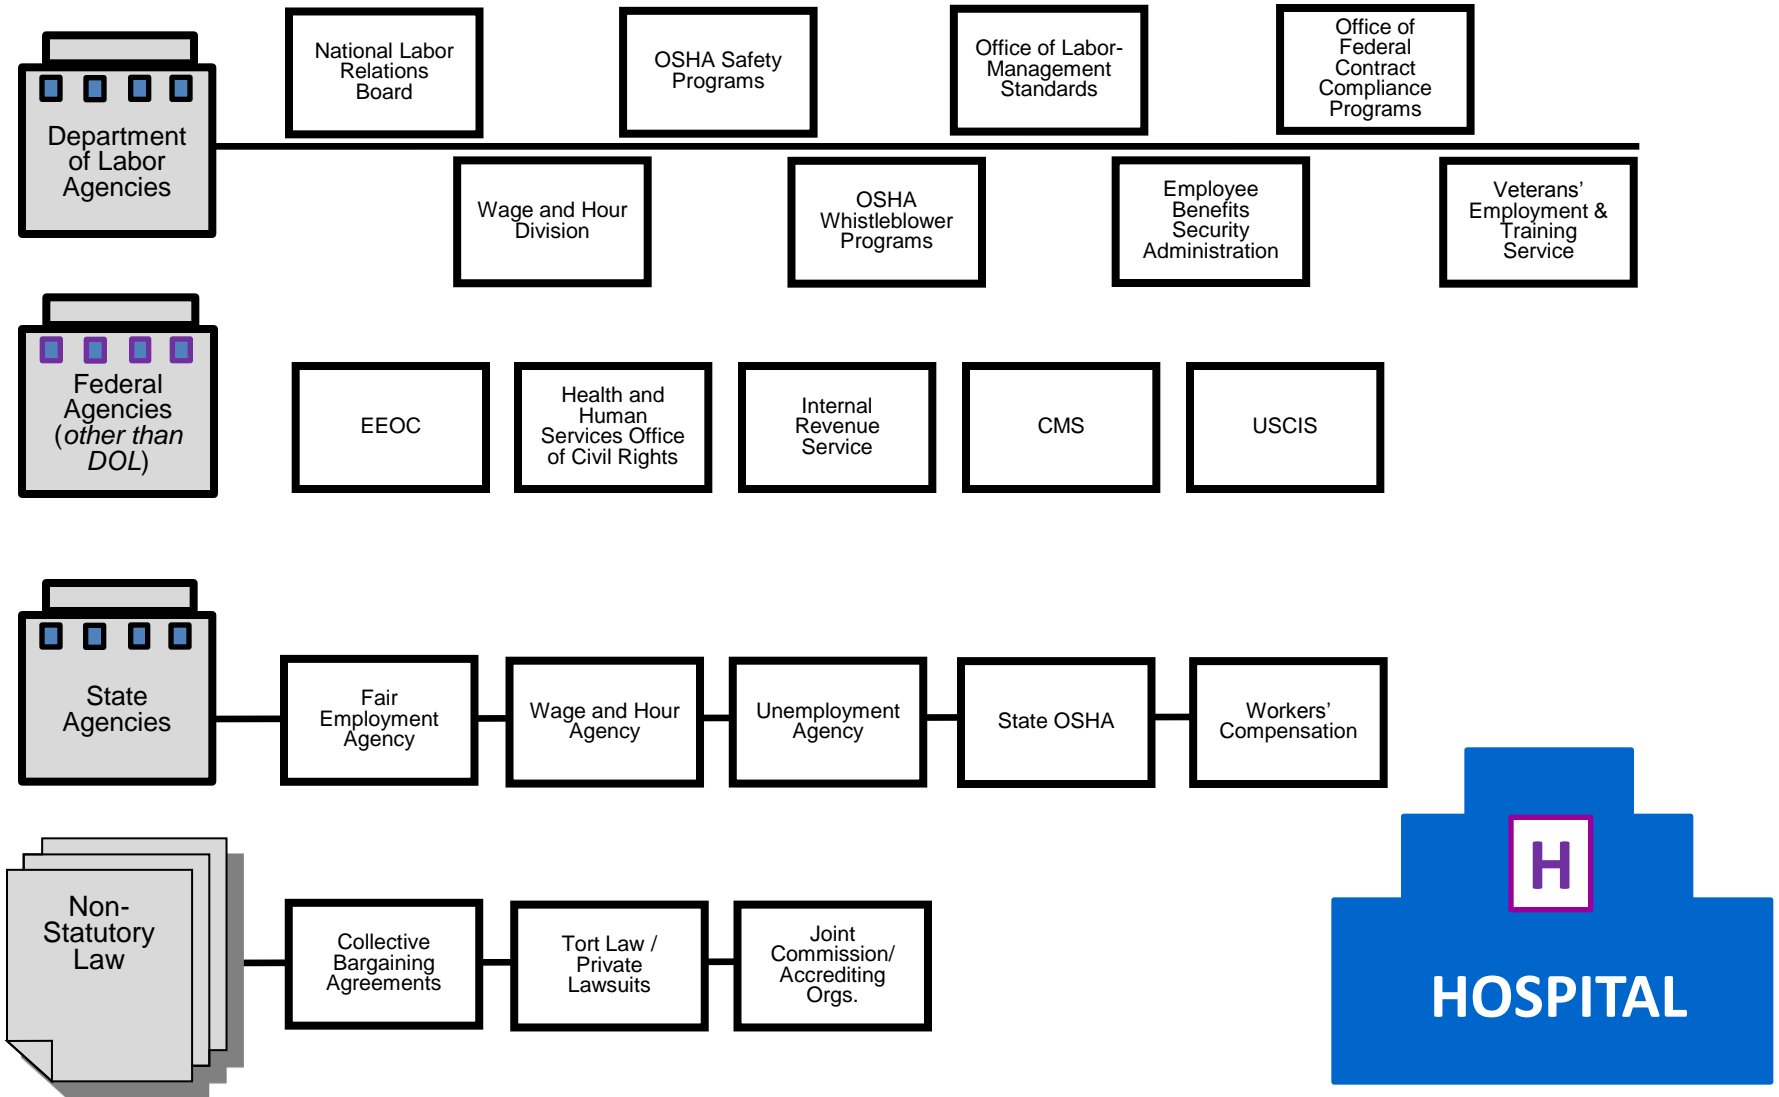 Department
of Labor
Agencies
National Labor
Relations
Board
OSHA Safety
Programs
Office of Labor-
Management
Standards
Office of
Federal
Contract
Compliance
Programs
Wage and Hour
Division
OSHA
Whistleblower
Programs
Employee
Benefits
Security
Administration
Veterans’
Employment &
Training
Service
Federal
Agencies
(other than
DOL)
EEOC
Health and
Human
Services Office
of Civil Rights
Internal
Revenue
Service
CMS
USCIS
State
Agencies
Fair
Employment
Agency
Wage and Hour
Agency
Unemployment
Agency
State OSHA
Workers’
Compensation
Non-
Statutory
Law
Collective
Bargaining
Agreements
Tort Law /
Private
Lawsuits
Joint
Commission/
Accrediting
Orgs.
H
HOSPITAL